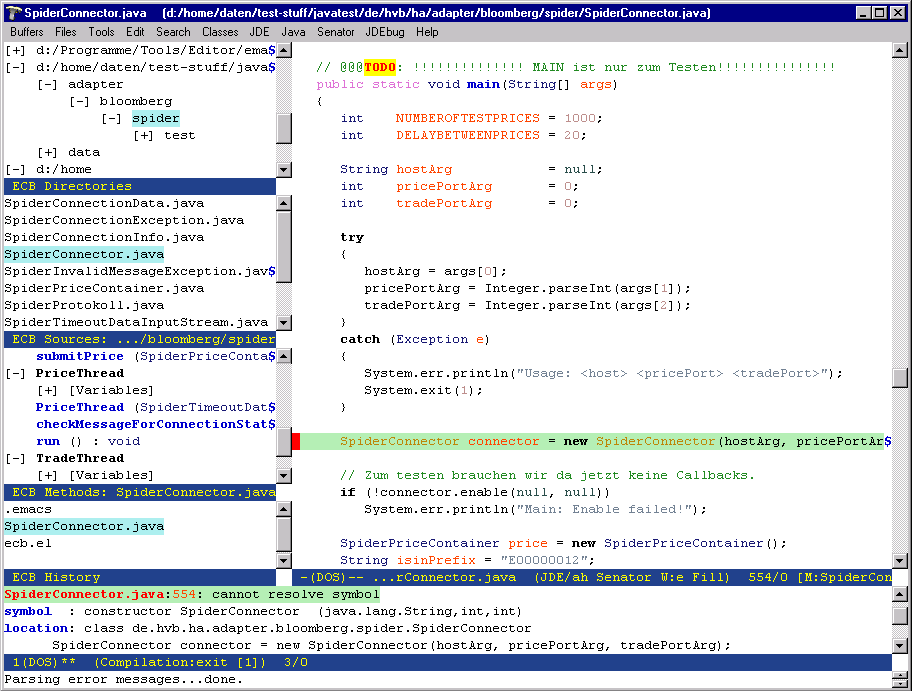 SpiderConnector.java   (d:/home/daten/test-stuff/javatest/de/hvb/ha/adapter/bloomberg/spider/SpiderConnector.java)
Buffers Files Tools Edit Search Classes JDE Java Senator JDEbug Help
[+] d:/Programme/Tools/Editor/ema$
[-] d:/home/daten/test-stuff/java$
[-] adapter
[-] bloomberg
[-] spider
[+] test
[+] data
[-] d:/home
ECB Directories
SpiderConnectionData.java
SpiderConnectionException.java
SpiderConnectionInfo.java
SpiderConnector.java
SpiderInvalidMessageException.jav$
SpiderPriceContainer.java
SpiderProtokoll.java
SpiderTimeoutDataInputStream.java
ECB Sources: .../bloomberg/spider
submitPrice (SpiderPriceConta$
[-] PriceThread
[+] [Variables]
PriceThread (SpiderTimeoutDat$
checkMessageForConnectionStat$
run () : void
[-] TradeThread
[+] [Variables]
ECB Methods: SpiderConnector.java
.emacs
SpiderConnector.java
ecb.el
ECB History
// @@@TODO: !!!!!!!!!!!!!! MAIN ist nur zum Testen!!!!!!!!!!!!!!!
public static void main(String[] args)
{
int    NUMBEROFTESTPRICES = 1000;
int    DELAYBETWEENPRICES = 20;
String hostArg            = null;
int    pricePortArg       = 0;
int    tradePortArg       = 0;
try
{
hostArg = args[0];
pricePortArg = Integer.parseInt(args[1]);
tradePortArg = Integer.parseInt(args[2]);
}
catch (Exception e)
{
System.err.println("Usage: <host> <pricePort> <tradePort>");
System.exit(1);
}
SpiderConnector connector = new SpiderConnector(hostArg, pricePortAr$
// Zum testen brauchen wir da jetzt keine Callbacks.
if (!connector.enable(null, null))
System.err.println("Main: Enable failed!");
SpiderPriceContainer price = new SpiderPriceContainer();
String isinPrefix = "E00000012";
-(DOS)-- ...rConnector.java  (JDE/ah Senator W:e Fill)  554/0 [M:SpiderCon
SpiderConnector.java:554: cannot resolve symbol
symbol  : constructor SpiderConnector  (java.lang.String,int,int)
location: class de.hvb.ha.adapter.bloomberg.spider.SpiderConnector
SpiderConnector connector = new SpiderConnector(hostArg, pricePortArg, tradePortArg);
1(DOS)**  (Compilation:exit [1])  3/0
Parsing error messages...done.